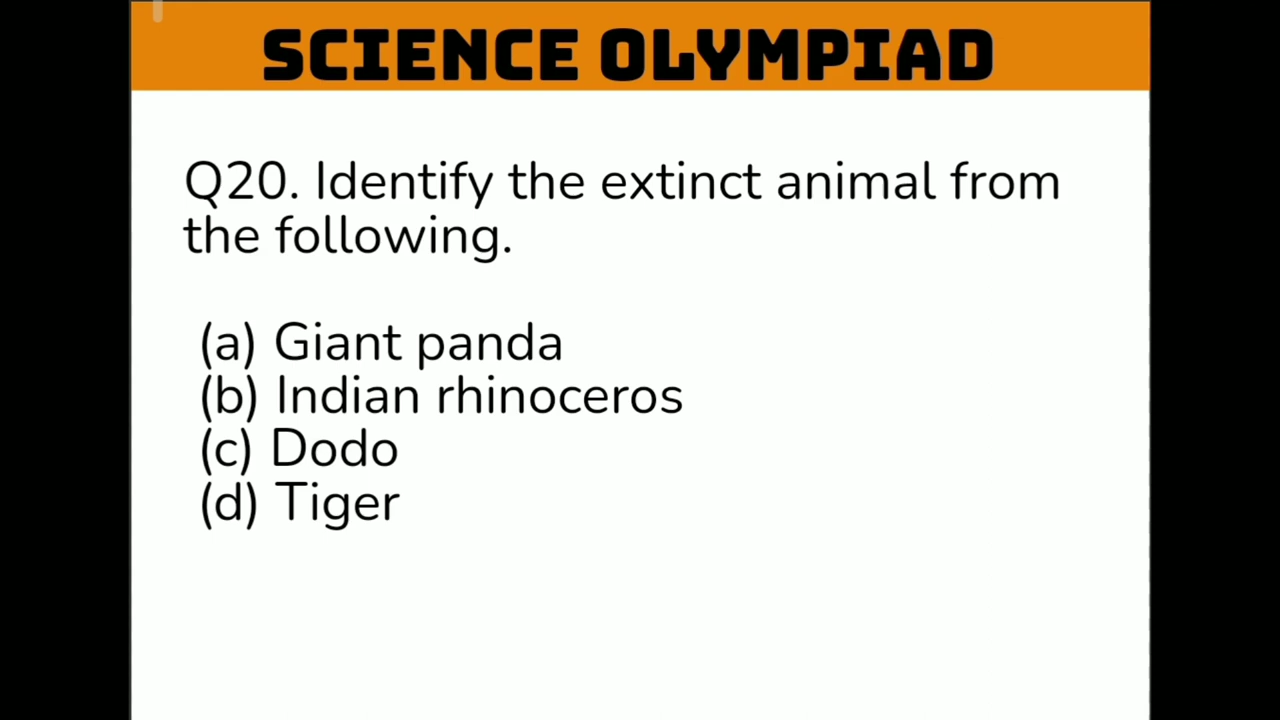 SCIENCE OLYMPIAD
Q20. Identify the extinct animal from
the following.
(a) Giant panda
(b) Indian rhinoceros
(c) Dodo
(d) Tiger